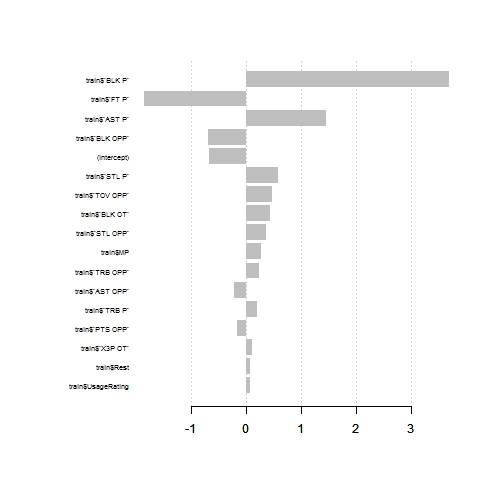 train$`BLK P`
train$`FT P`
train$`AST P`
train$`BLK OPP`
(intercept)
train$`STL P`
train$`TOV OPP`
train$`BLK OT`
train$`STL OPP`
train$MP
train$`TRB OPP`
train$`AST OPP`
train$`TRB P`
train$`PTS OPP`
train$`X3P OT`
train$Rest
train$UsageRating
-1 0 1 2 3